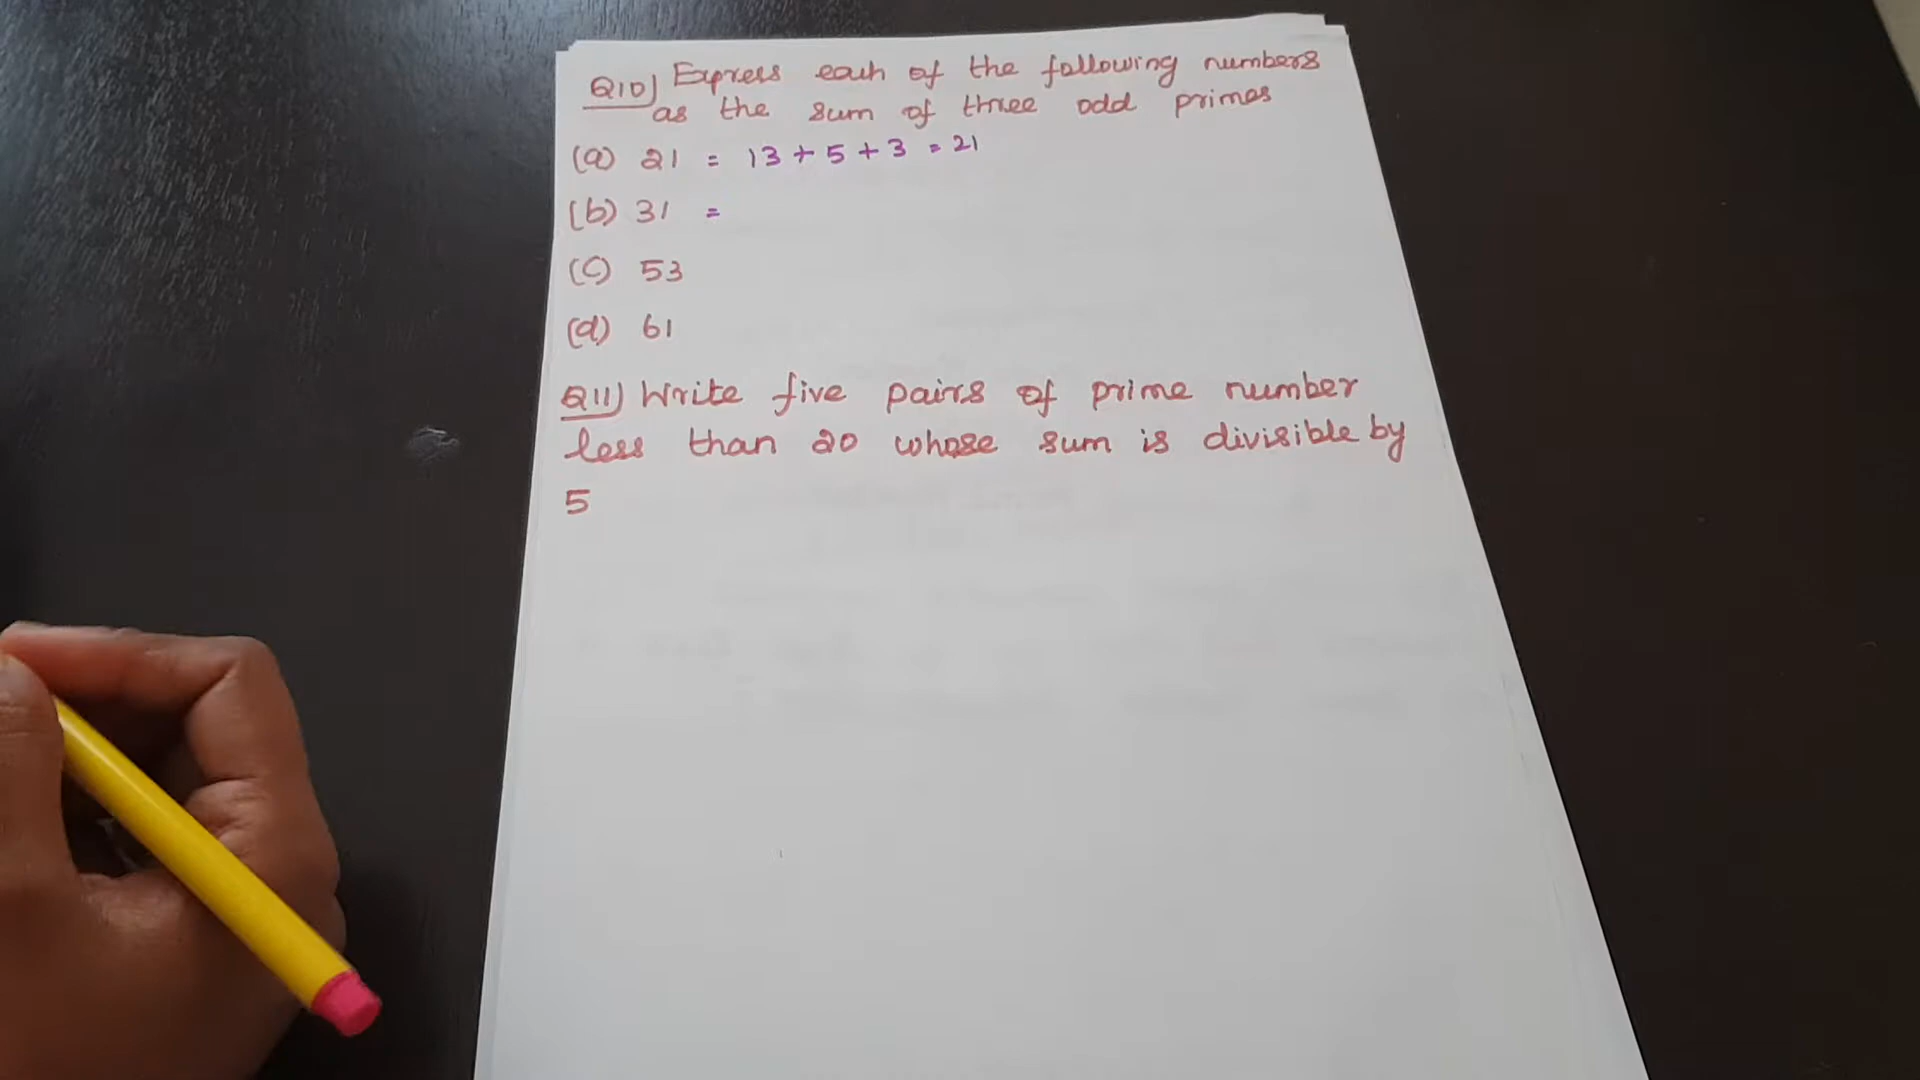 Q10) Express each of the following numbers
as the sum of three odd primes
(a) 21 = 13 + 5 + 3 = 21
(b) 31 =
(c) 53
(d) 61
Q11) Write five pairs of prime number
less than 20 whose sum is divisible by
5